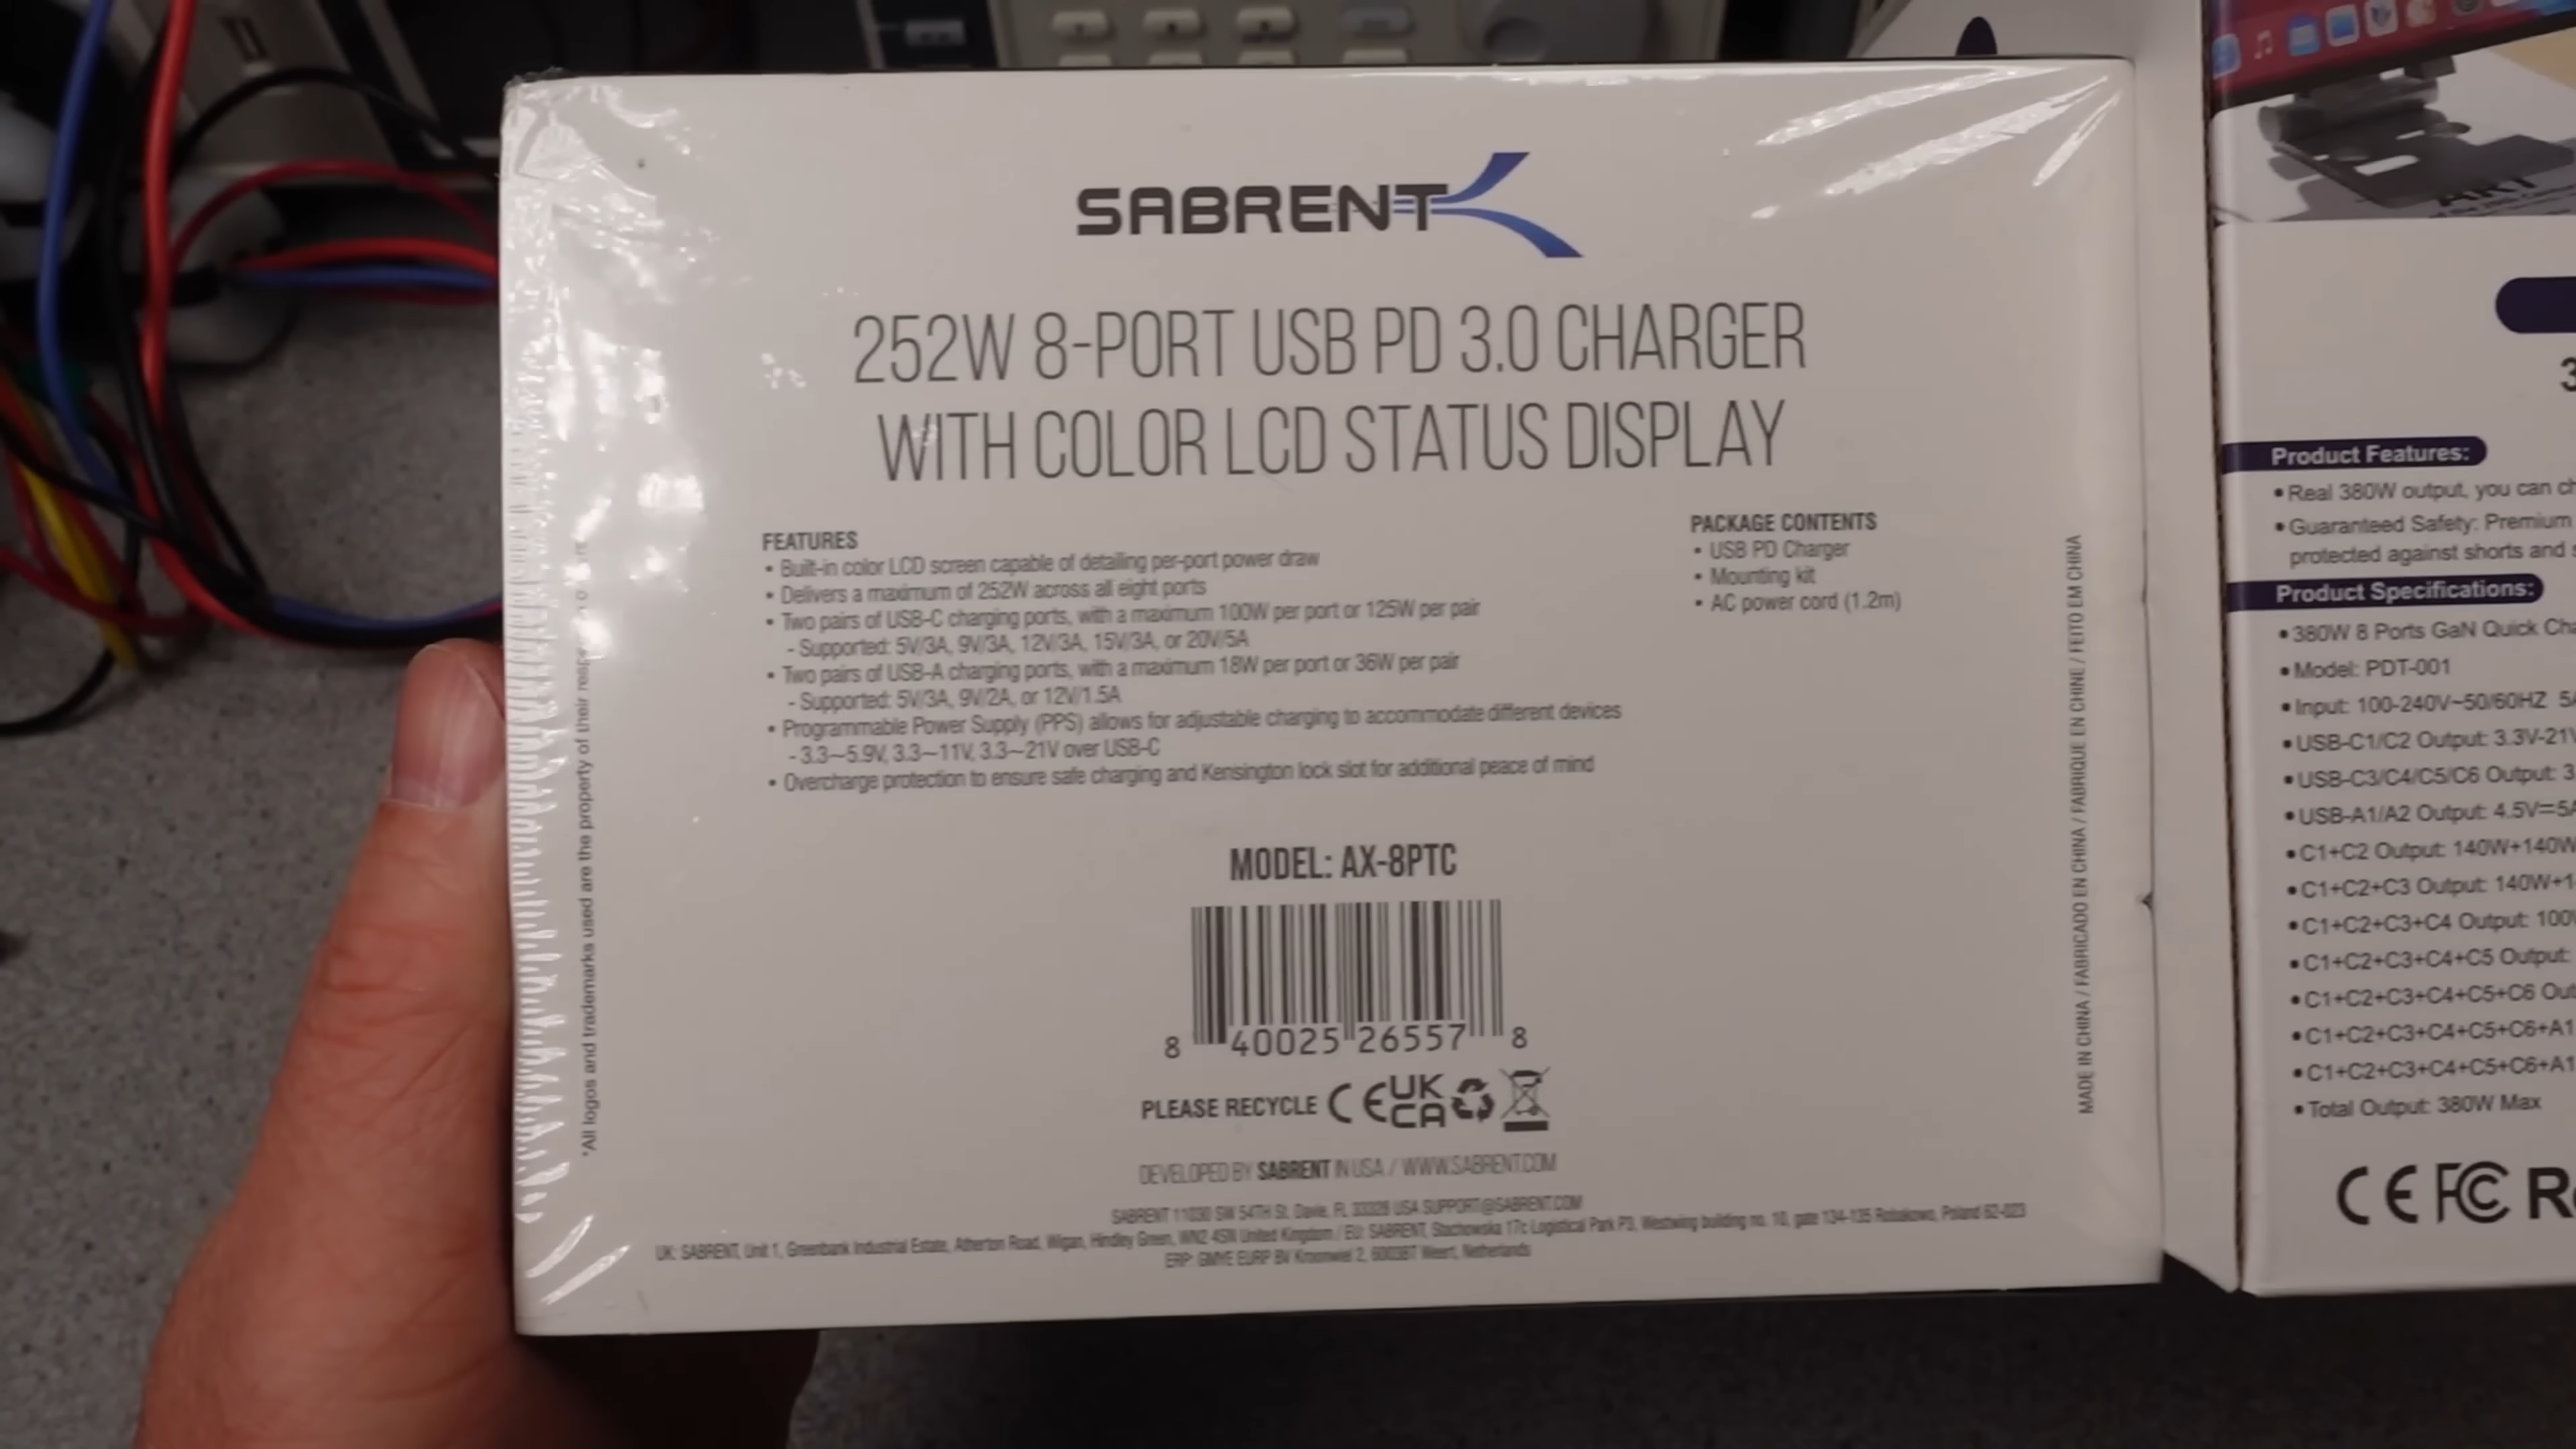 SABRENT
252W 8-PORT USB PD 3.0 CHARGER
WITH COLOR LCD STATUS DISPLAY
FEATURES
• Built-in color LCD screen capable of detailing per-port power draw
• Delivers a maximum of 252W across all eight ports
• Two pairs of USB-C charging ports, with a maximum 100W per port or 125W per pair
- Supported: 5V/3A, 9V/3A, 12V/3A, 15V/3A, or 20V/5A
• Two pairs of USB-A charging ports, with a maximum 18W per port or 36W per pair
- Supported: 5V/3A, 9V/2A, or 12V/1.5A
• Programmable Power Supply (PPS) allows for adjustable charging to accommodate different devices
- 3.3~5.9V, 3.3~11V, 3.3~21V over USB-C
• Overcharge protection to ensure safe charging and Kensington lock slot for additional peace of mind
PACKAGE CONTENTS
• USB PD Charger
• Mounting kit
• AC power cord (1.2m)
MODEL: AX-8PTC
8 40025 26557 8
PLEASE RECYCLE CE UK CA
DEVELOPED BY SABRENT IN USA / WWW.SABRENT.COM
SABRENT 11030 SW 54TH St. Davie, FL 33328 USA SUPPORT@SABRENT.COM
UK: SABRENT, Unit 1, Greenbank Industrial Estate, Atherton Road, Wigan, Hindley Green, WN2 4SN United Kingdom / EU: SABRENT, Stachowska 17c Logistical Park P3, Westwing building no. 10, gate 134-135 Robakowo, Poland 62-023
ERP: GMYE EURP BV Kroonwiel 2, 6003BT Weert, Netherlands
*All logos and trademarks used are the property of their
MADE IN CHINA / FABRICADO EN CHINA / FABRIQUE EN CHINE / FEITO EM CHINA
Product Features:
• Real 380W output, you can
• Guaranteed Safety: Premium
protected against shorts and
Product Specifications:
• 380W 8 Ports GaN Quick
• Model: PDT-001
• Input: 100-240V~50/60HZ
• USB-C1/C2 Output: 3.3V-21V
• USB-C3/C4/C5/C6 Output: 3
• USB-A1/A2 Output: 4.5V=5A
• C1+C2 Output: 140W+140W
• C1+C2+C3 Output: 140W+1
• C1+C2+C3+C4 Output: 100
• C1+C2+C3+C4+C5 Output:
• C1+C2+C3+C4+C5+C6
• C1+C2+C3+C4+C5+C6+A1
• C1+C2+C3+C4+C5+C6+A1
• Total Output: 380W Max
CE FC